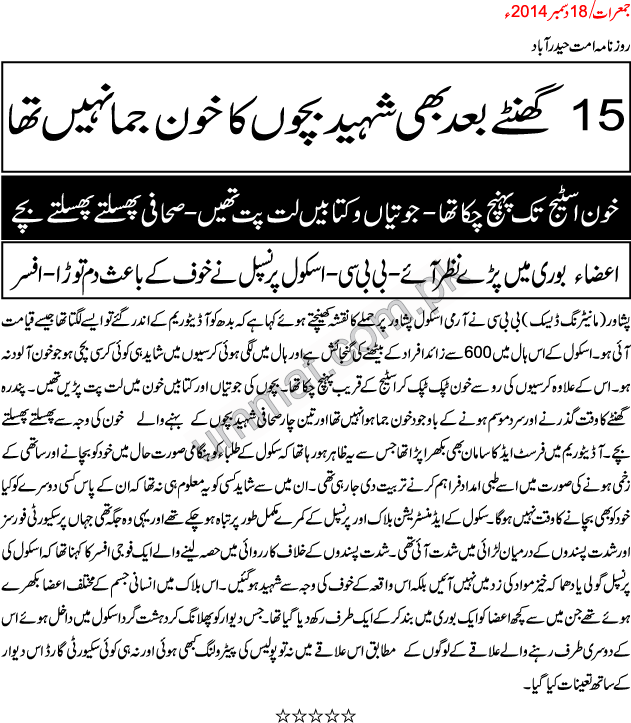 جمعرات/18دسمبر2014ء
روزنامہ امت حیدرآباد
15 گھنٹے بعد بھی شہید بچوں کا خون جما نہیں تھا
خون اسٹیج تک پہنچ چکا تھا-جوتیاں و کتابیں لت پت تھیں-صحافی پھسلتے پھسلتے بچے
اعضاء بوری میں پڑے نظر آئے-بی بی سی-اسکول پرنسپل نے خوف کے باعث دم توڑا-افسر
پشاور(مانیٹرنگ ڈیسک)بی بی سی نے آرمی اسکول پشاور پر حملے کا نقشہ کھینچتے ہوئے کہا ہے کہ بدھ کو آڈیٹوریم کے اندر گئے تو ایسے لگتا تھا جیسے قیامت
آئی ہو۔اسکول کے اس ہال میں 600سے زائد افراد کے بیٹھنے کی گنجائش ہے اور ہال میں لگی ہوئی کرسیوں میں شاید ہی کوئی کرسی بچی ہو جو خون آلود نہ
ہو۔اس کے علاوہ کرسیوں کی رو سے خون ٹپک ٹپک کر اسٹیج کے قریب پہنچ چکا تھا۔بچوں کی جوتیاں اور کتابیں خون میں لت پت پڑیں تھیں۔پندرہ
گھنٹے کا وقت گذرنے اور سرد موسم ہونے کے باوجود خون جما ہوا نہیں تھا اور تین چار صحافی شہید بچوں کے بہنے والے خون کی وجہ سے پھسلتے پھسلتے
بچے۔آڈیٹوریم میں فرسٹ ایڈ کا سامان بھی بکھرا پڑا تھا جس سے یہ ظاہر ہو رہا تھا کہ سکول کے طلباء کو ہنگامی صورت حال میں خود کو بچانے اور ساتھی کے
زخمی ہونے کی صورت میں اسے طبی امداد فراہم کرنے تربیت دی جا رہی تھی۔ان میں سے شاید کسی کو یہ معلوم ہی نہ تھا کہ ان کے پاس کسی دوسرے کو کیا
خود کو بھی بچانے کا وقت نہیں ہوگا۔سکول کے ایڈمنسٹریشن بلاک اور پرنسپل کے کمرے مکمل طور پر تباہ ہو چکے تھے اور یہی وہ جگہ تھی جہاں پر سکیورٹی فورسز
اور شدت پسندوں کے درمیان لڑائی میں شدت آئی تھی۔شدت پسندوں کے خلاف کارروائی میں حصہ لینے والے ایک فوجی افسر کا کہنا تھا کہ اسکول کی
پرنسپل گولی یا دھماکہ خیز مواد کی زد میں نہیں آئیں بلکہ اس واقعہ کے خوف کی وجہ سے شہید ہو گئیں۔اس بلاک میں انسانی جسم کے مختلف اعضا بکھرے
ہوئے تھے جن میں سے کچھ اعضا کو ایک بوری میں بند کر کے ایک طرف رکھ دیا گیا تھا۔جس دیوار کو پھلانگ کر دہشت گرد اسکول میں داخل ہوئے اس
کے دوسری طرف رہنے والے علاقے کے لوگوں کے مطابق اس علاقے میں نہ تو پولیس کی پیٹرولنگ کبھی ہوئی اور نہ ہی کوئی سکیورٹی گارڈ اس دیوار
کے ساتھ تعینات کیا گیا۔
☆☆☆☆☆
ummat.com.pk